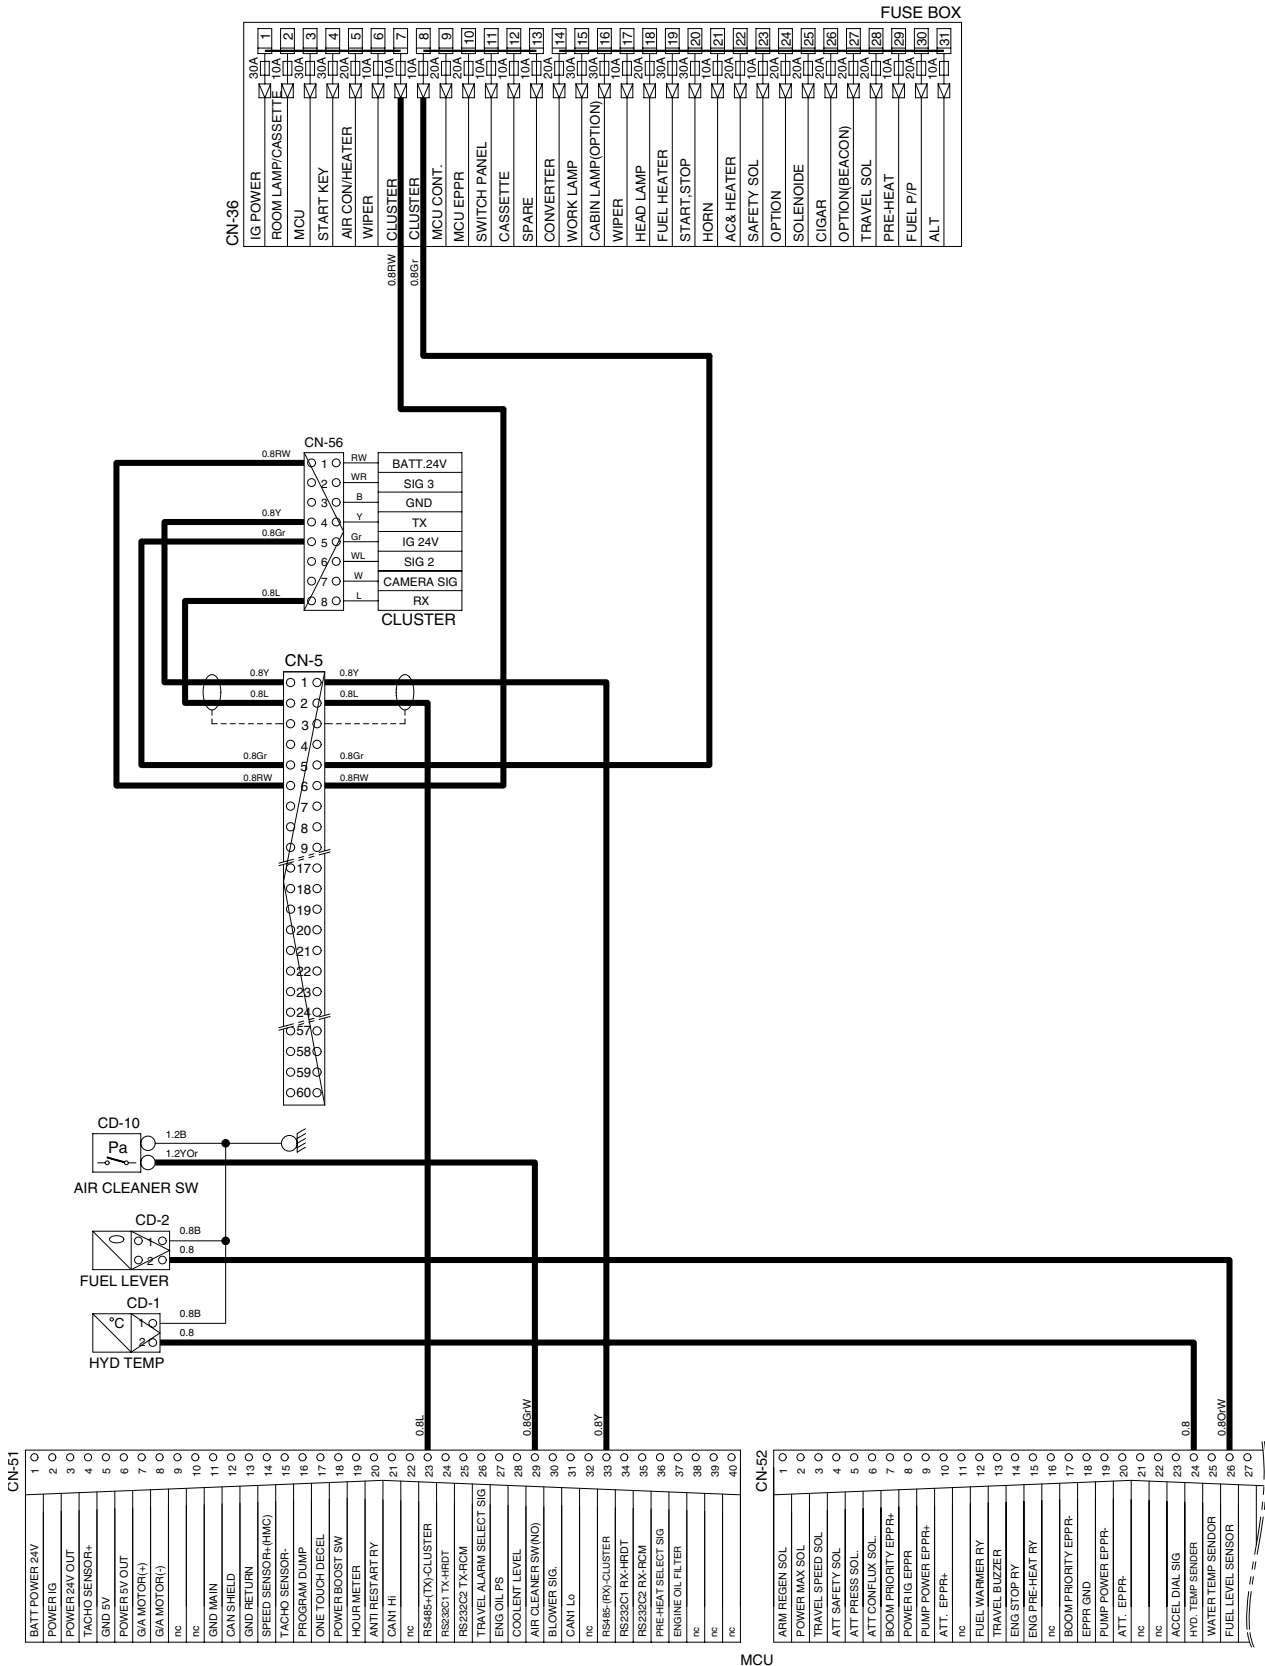 FUSE BOX
1 2 3 4 5 6 7 8 9 10 11 12 13 14 15 16 17 18 19 20 21 22 23 24 25 26 27 28 29 30 31
30A 10A 30A 30A 20A 10A 10A 10A 20A 20A 10A 10A 10A 20A 30A 10A 10A 20A 20A 30A 10A 20A 20A 20A 10A 20A 20A 20A 10A 20A 10A
CN-36
IG POWER
ROOM LAMP/CASSETTE
MCU
START KEY
AIR CON/HEATER
WIPER
CLUSTER
CLUSTER
MCU CONT.
MCU EPPR
SWITCH PANEL
CASSETTE
SPARE
CONVERTER
WORK LAMP
CABIN LAMP(OPTION)
WIPER
HEAD LAMP
FUEL HEATER
START,STOP
HORN
AC& HEATER
SAFETY SOL
OPTION
SOLENOIDE
CIGAR
OPTION(BEACON)
TRAVEL SOL
PRE-HEAT
FUEL P/P
ALT
0.8RW
0.8Gr
CN-56
0.8RW 1 RW BATT.24V
2 WR SIG 3
3 B GND
0.8Y 4 Y TX
0.8Gr 5 Gr IG 24V
6 WL SIG 2
7 W CAMERA SIG
0.8L 8 L RX
CLUSTER
CN-5
0.8Y 1 0.8Y
0.8L 2 0.8L
3
4
0.8Gr 5 0.8Gr
0.8RW 6 0.8RW
7
8
9
17
18
19
20
21
22
23
24
57
58
59
60
CD-10
Pa
1.2B
1.2YOr
AIR CLEANER SW
CD-2
1 0.8B
2 0.8
FUEL LEVER
CD-1
°C
1 0.8B
2 0.8
HYD TEMP
0.8L
0.8GrW
0.8Y
0.8
0.8OrW
CN-51
1 BATT POWER 24V
2 POWER IG
3 POWER 24V OUT
4 TACHO SENSOR+
5 GND 5V
6 POWER 5V OUT
7 G/A MOTOR(+)
8 G/A MOTOR(-)
9 nc
10 nc
11 GND MAIN
12 CAN SHIELD
13 GND RETURN
14 SPEED SENSOR+(HMC)
15 TACHO SENSOR-
16 PROGRAM DUMP
17 ONE TOUCH DECEL
18 POWER BOOST SW
19 HOUR METER
20 ANTI RESTART RY
21 CAN1 Hi
22 nc
23 RS485+(TX)-CLUSTER
24 RS232C1 TX-HRDT
25 RS232C2 TX-RCM
26 TRAVEL ALARM SELECT SIG
27 ENG OIL PS
28 COOLENT LEVEL
29 AIR CLEANER SW(NO)
30 BLOWER SIG.
31 CAN1 Lo
32 nc
33 RS485-(RX)-CLUSTER
34 RS232C1 RX-HRDT
35 RS232C2 RX-RCM
36 PRE-HEAT SELECT SIG
37 ENGINE OIL FILTER
38 nc
39 nc
40 nc
CN-52
1 ARM REGEN SOL
2 POWER MAX SOL
3 TRAVEL SPEED SOL
4 ATT SAFETY SOL
5 ATT PRESS SOL.
6 ATT CONFLUX SOL.
7 BOOM PRIORITY EPPR+
8 POWER IG EPPR
9 PUMP POWER EPPR+
10 ATT. EPPR+
11 nc
12 FUEL WARMER RY
13 TRAVEL BUZZER
14 ENG STOP RY
15 ENG PRE-HEAT RY
16 nc
17 BOOM PRIORITY EPPR-
18 EPPR GND
19 PUMP POWER EPPR-
20 ATT. EPPR-
21 nc
22 nc
23 ACCEL DIAL SIG
24 HYD. TEMP SENDER
25 WATER TEMP SENDOR
26 FUEL LEVEL SENSOR
27
MCU